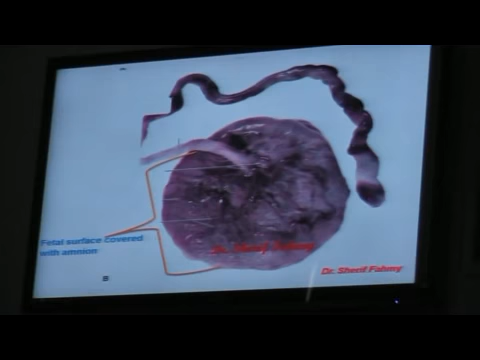 Fetal surface covered
with amnion
B
Dr. Sherif Fahmy
Dr. Sherif Fahmy